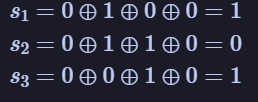 s₁ = 0 ⊕ 1 ⊕ 0 ⊕ 0 = 1
s₂ = 0 ⊕ 1 ⊕ 1 ⊕ 0 = 0
s₃ = 0 ⊕ 0 ⊕ 1 ⊕ 0 = 1